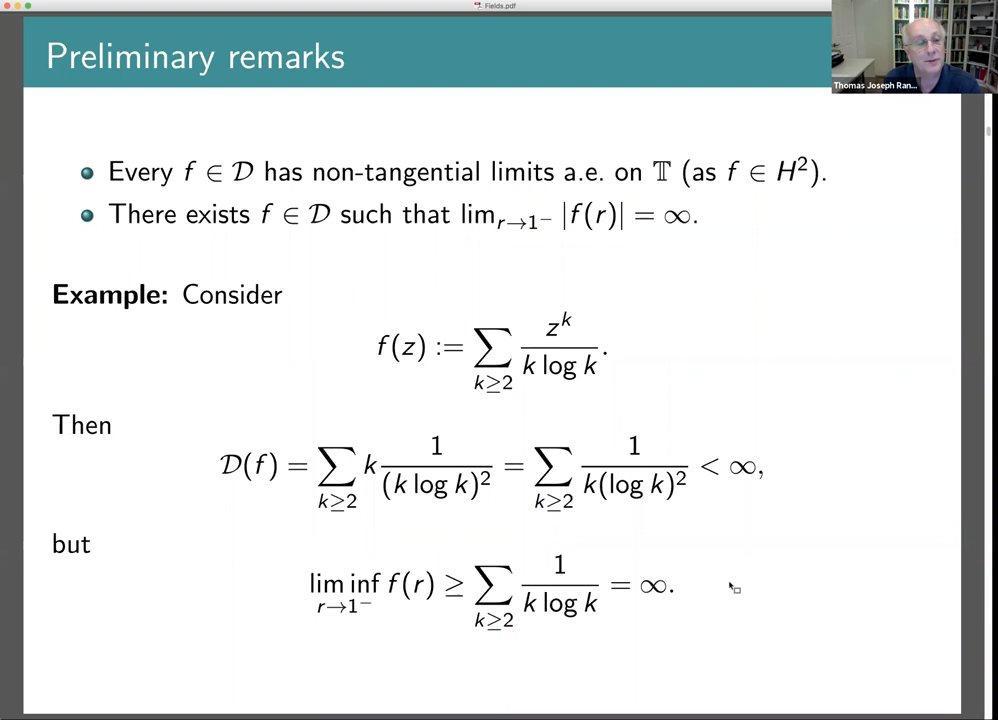 Fields.pdf
Preliminary remarks
Thomas Joseph Ran...
Every f ∈ 𝒟 has non-tangential limits a.e. on 𝕋 (as f ∈ H²).
There exists f ∈ 𝒟 such that lim_{r→1⁻} |f(r)| = ∞.
Example: Consider
f(z) := ∑_{k≥2} z^k / (k log k).
Then
𝒟(f) = ∑_{k≥2} k 1/(k log k)² = ∑_{k≥2} 1/(k(log k)²) < ∞,
but
lim inf_{r→1⁻} f(r) ≥ ∑_{k≥2} 1/(k log k) = ∞.